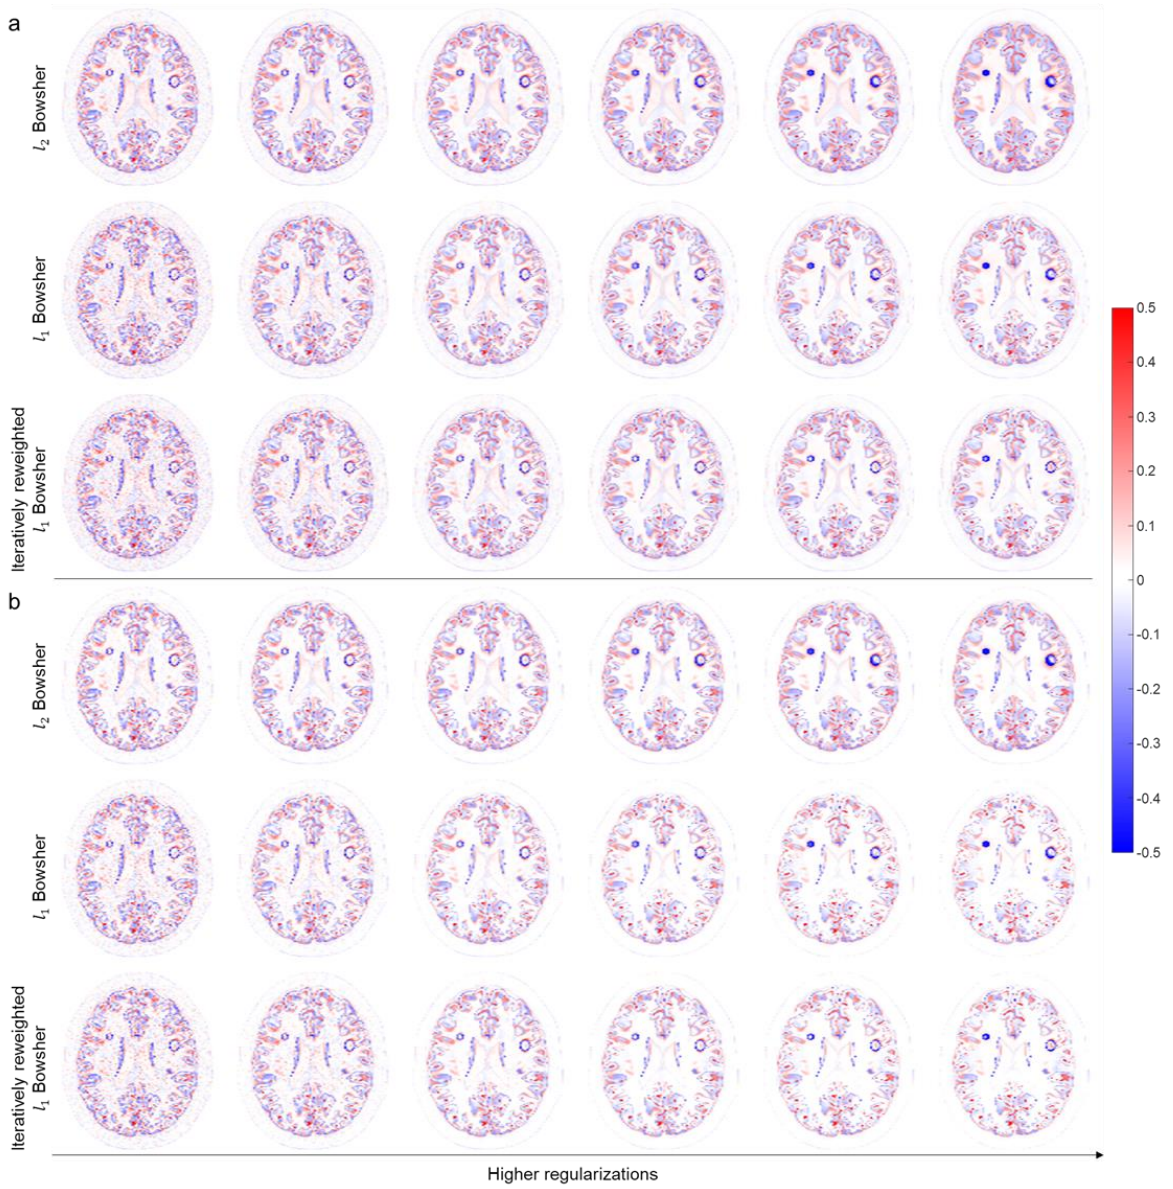 a
l₂ Bowsher
l₁ Bowsher
Iteratively reweighted
l₁ Bowsher
b
l₂ Bowsher
l₁ Bowsher
Iteratively reweighted
l₁ Bowsher
Higher regularizations
0.5
0.4
0.3
0.2
0.1
0
-0.1
-0.2
-0.3
-0.4
-0.5